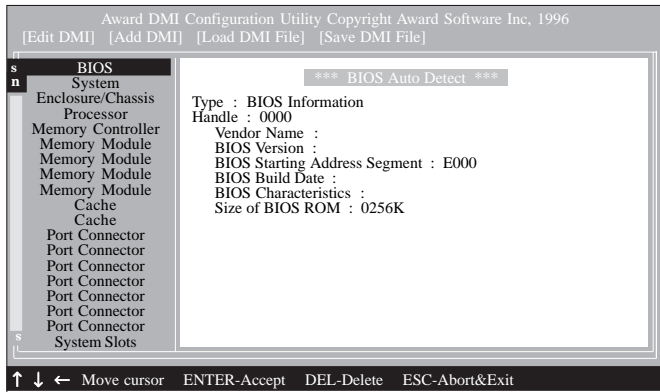 Award DMI Configuration Utility Copyright Award Software Inc, 1996
[Edit DMI] [Add DMI] [Load DMI File] [Save DMI File]
s
n
BIOS
System
Enclosure/Chassis
Processor
Memory Controller
Memory Module
Memory Module
Memory Module
Memory Module
Cache
Cache
Port Connector
Port Connector
Port Connector
Port Connector
Port Connector
Port Connector
Port Connector
System Slots
s
*** BIOS Auto Detect ***
Type : BIOS Information
Handle : 0000
Vendor Name :
BIOS Version :
BIOS Starting Address Segment : E000
BIOS Build Date :
BIOS Characteristics :
Size of BIOS ROM : 0256K
↑ ↓ ← Move cursor ENTER-Accept DEL-Delete ESC-Abort&Exit